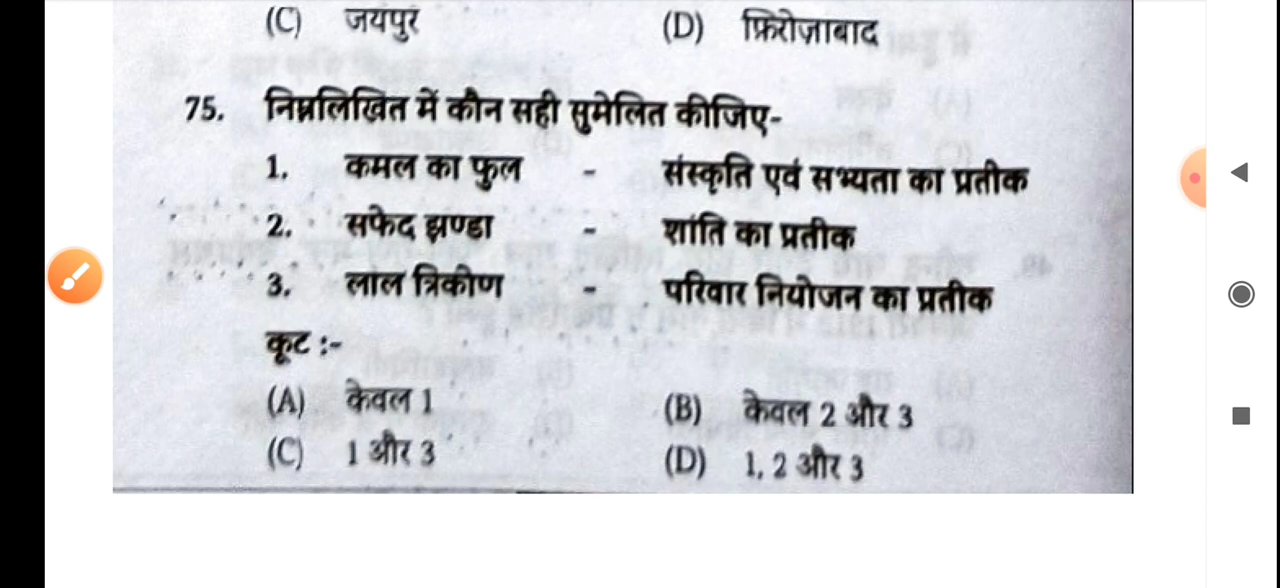 (C) जयपुर (D) फ़िरोज़ाबाद
75. निम्नलिखित में कौन सही सुमेलित कीजिए-
1. कमल का फुल - संस्कृति एवं सभ्यता का प्रतीक
2. सफेद झण्डा - शांति का प्रतीक
3. लाल त्रिकोण - परिवार नियोजन का प्रतीक
कूट :-
(A) केवल 1 (B) केवल 2 और 3
(C) 1 और 3 (D) 1, 2 और 3